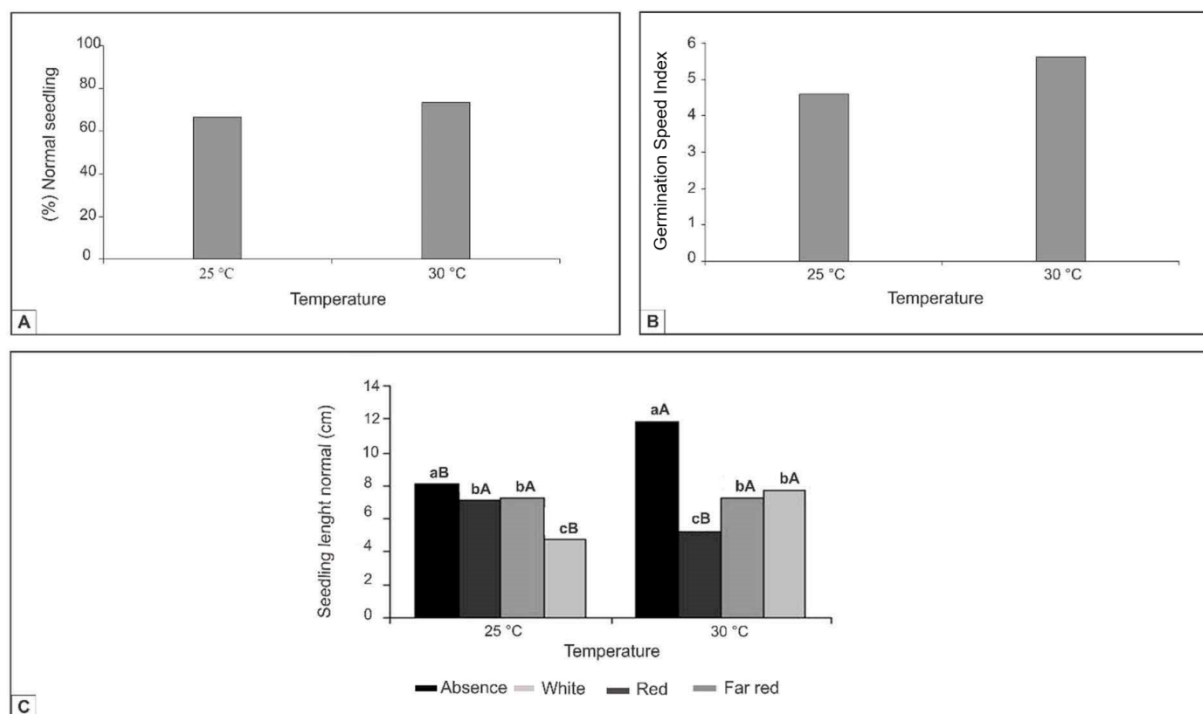 100
80
60
40
20
0
(%) Normal seedling
25 °C 30 °C
Temperature
A
6
5
4
3
2
1
0
Germination Speed Index
25 °C 30 °C
Temperature
B
14
12
10
8
6
4
2
0
Seedling lenght normal (cm)
aB bA bA cB
aA cB bA bA
25 °C 30 °C
Temperature
Absence White Red Far red
C